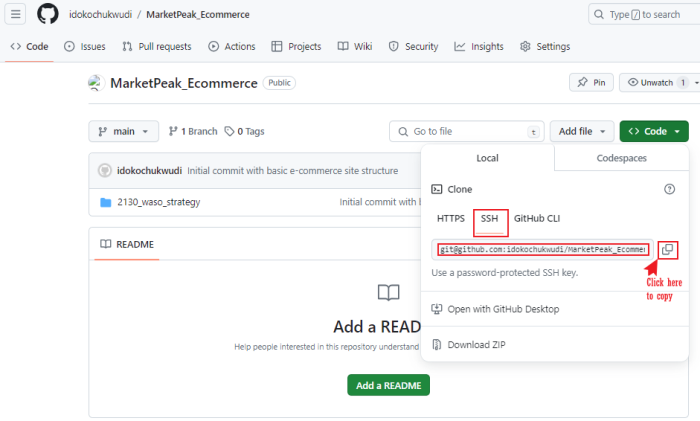 idokochukwudi / MarketPeak_Ecommerce
Type / to search
Code Issues Pull requests Actions Projects Wiki Security Insights Settings
MarketPeak_Ecommerce Public
Pin Unwatch 1
main 1 Branch 0 Tags
Go to file t
Add file
Code
idokochukwudi Initial commit with basic e-commerce site structure
2130_waso_strategy Initial commit with
README
Add a READ
Help people interested in this repository understand
Add a README
Local Codespaces
Clone
HTTPS SSH GitHub CLI
git@github.com:idokochukwudi/MarketPeak_Ecommer
Use a password-protected SSH key.
Click here
to copy
Open with GitHub Desktop
Download ZIP